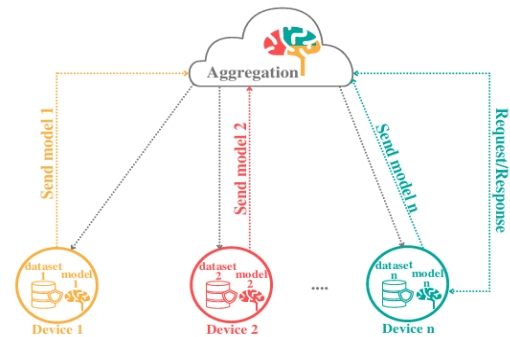 Aggregation
Send model 1
Send model 2
Send model n
Request/Response
dataset
1
model
1
Device 1
dataset
2
model
2
Device 2
....
dataset
n
model
n
Device n